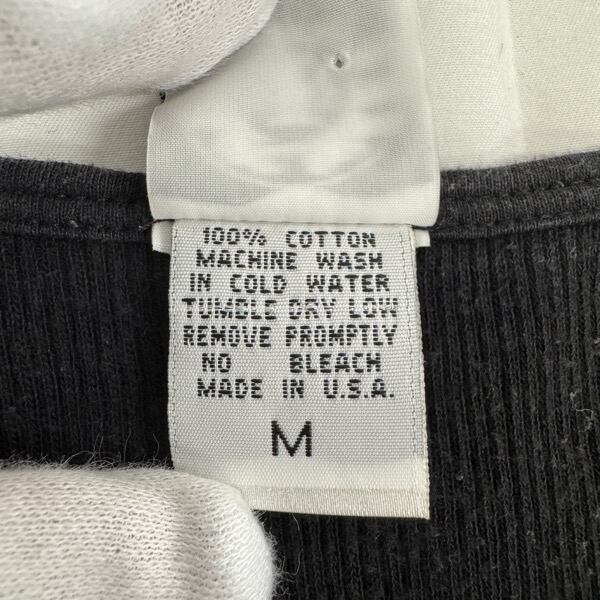 100% COTTON
MACHINE WASH
IN COLD WATER
TUMBLE DRY LOW
REMOVE PROMPTLY
NO BLEACH
MADE IN U.S.A.
M